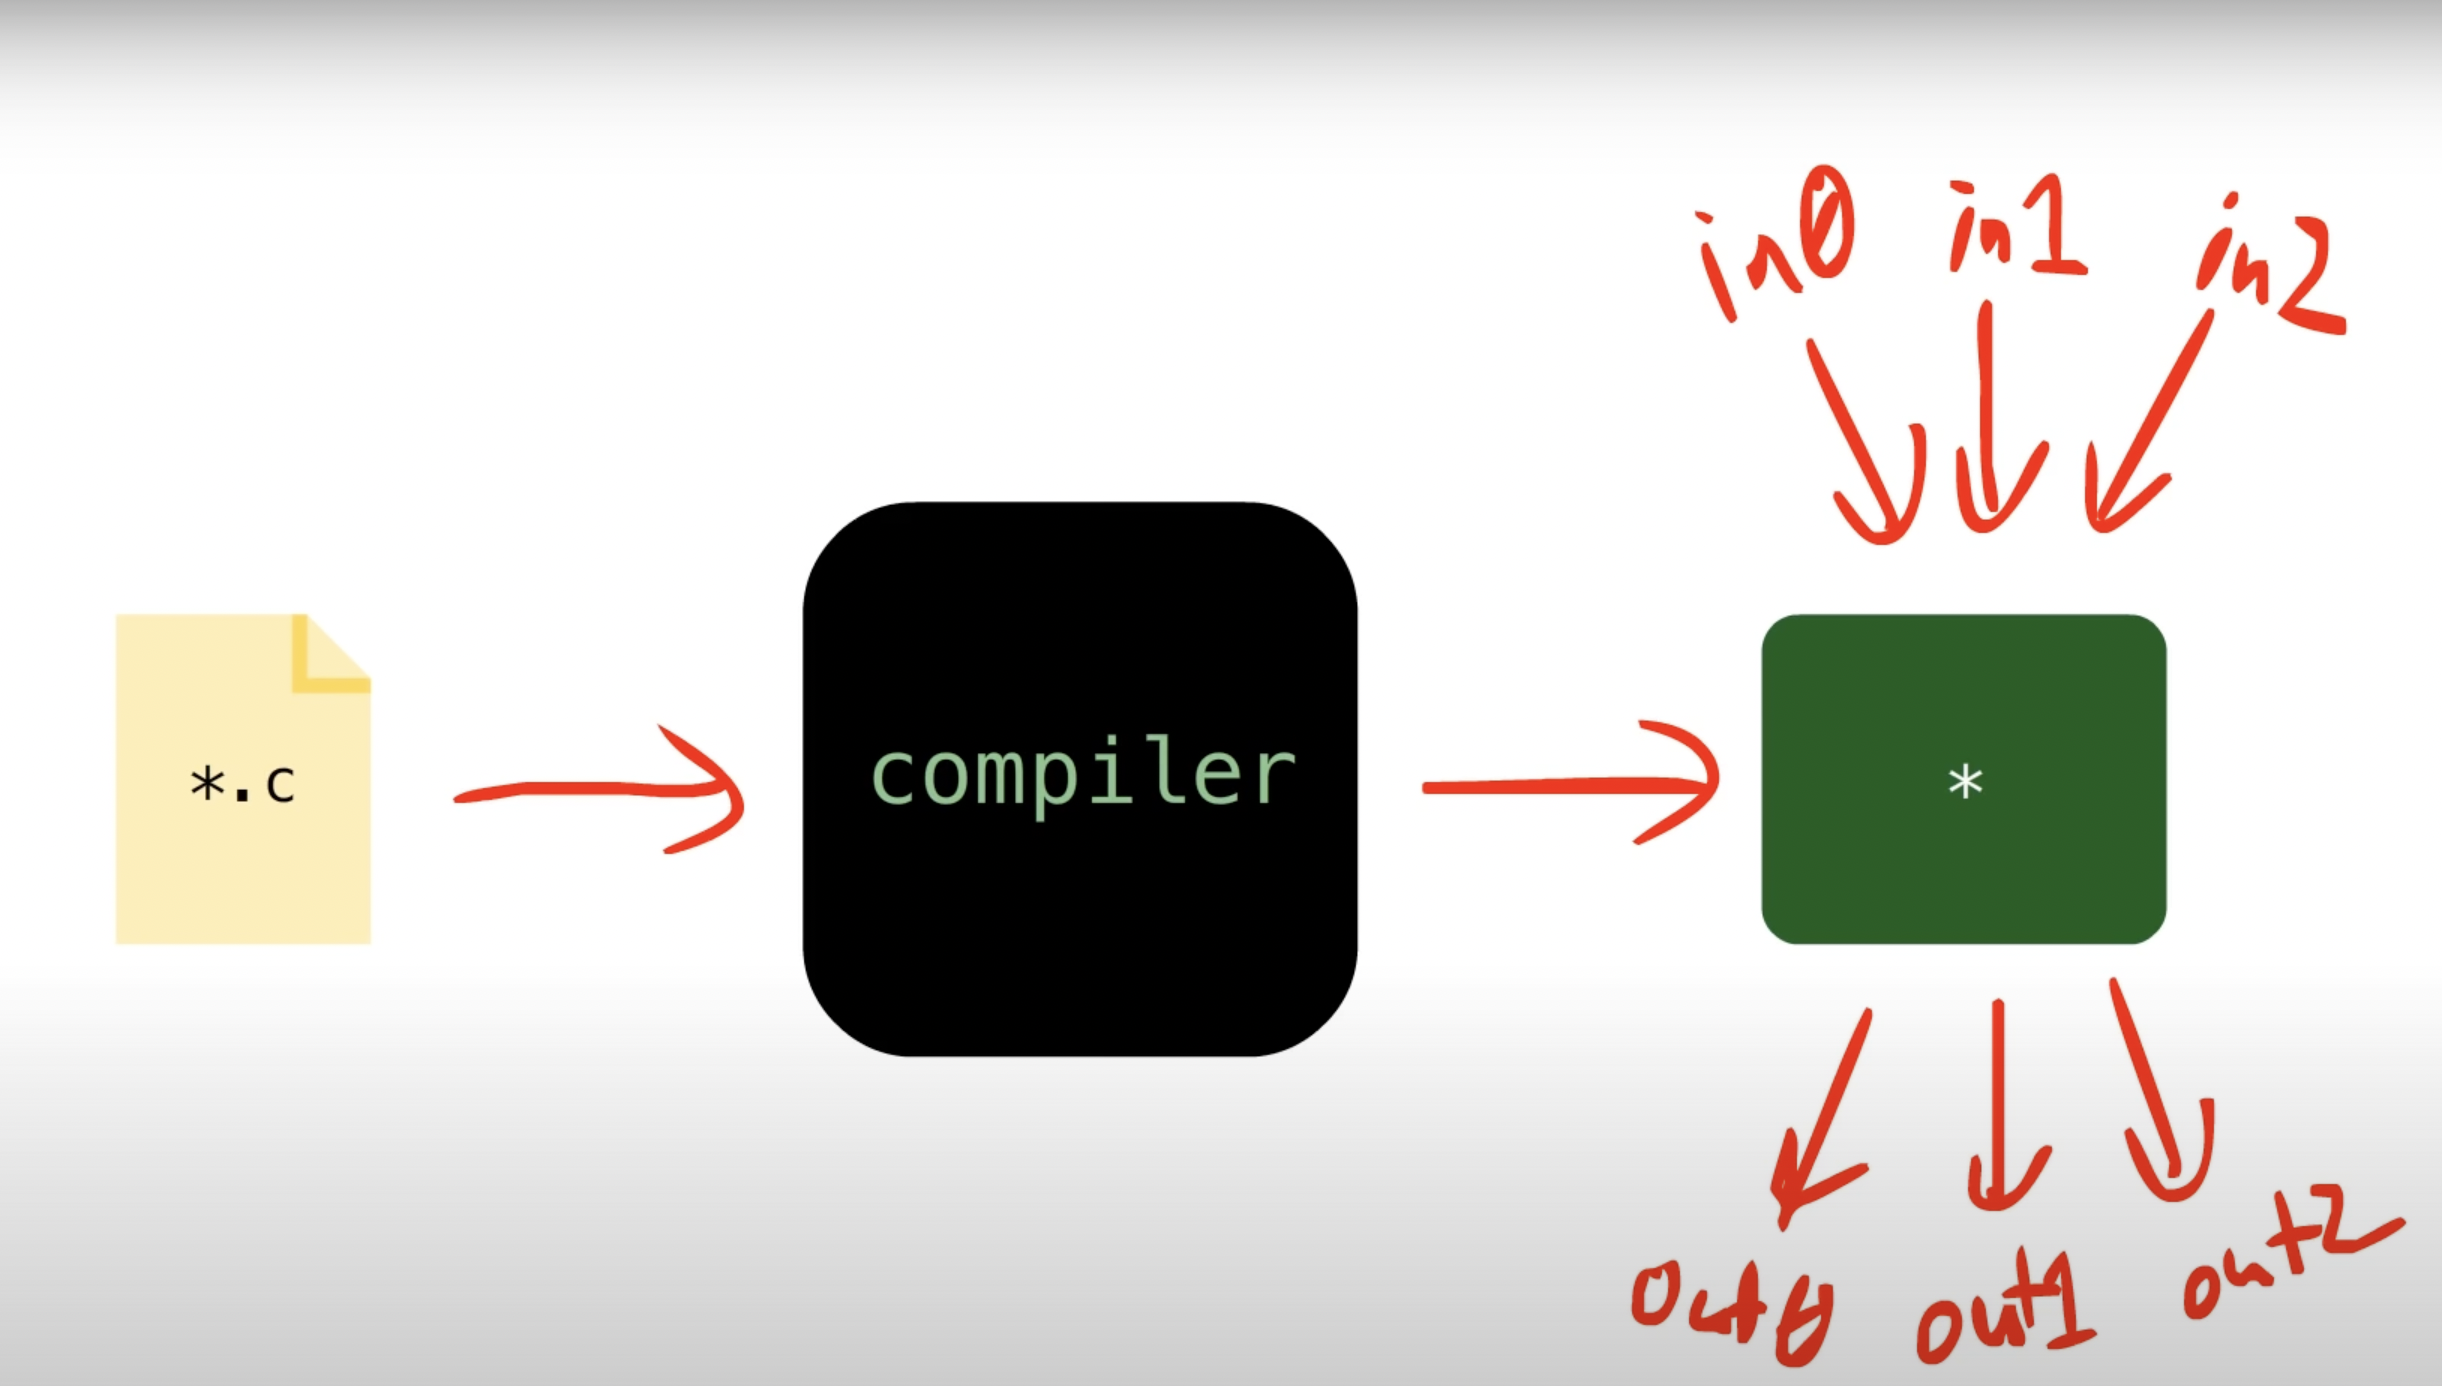 in0 in1 in2
*.c compiler *
out0 out1 out2